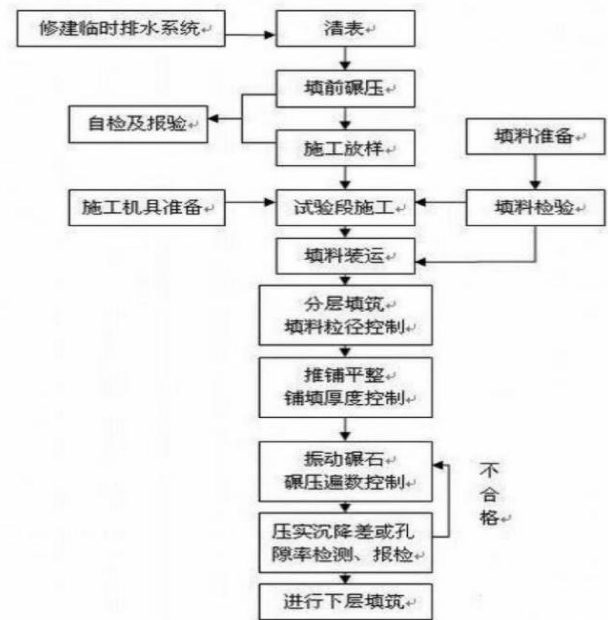 修建临时排水系统
清表
填前碾压
自检及报验
施工放样
填料准备
施工机具准备
试验段施工
填料检验
填料装运
分层填筑
填料粒径控制
推铺平整
铺填厚度控制
振动碾石
碾压遍数控制
不
合
格
压实沉降差或孔
隙率检测、报检
进行下层填筑